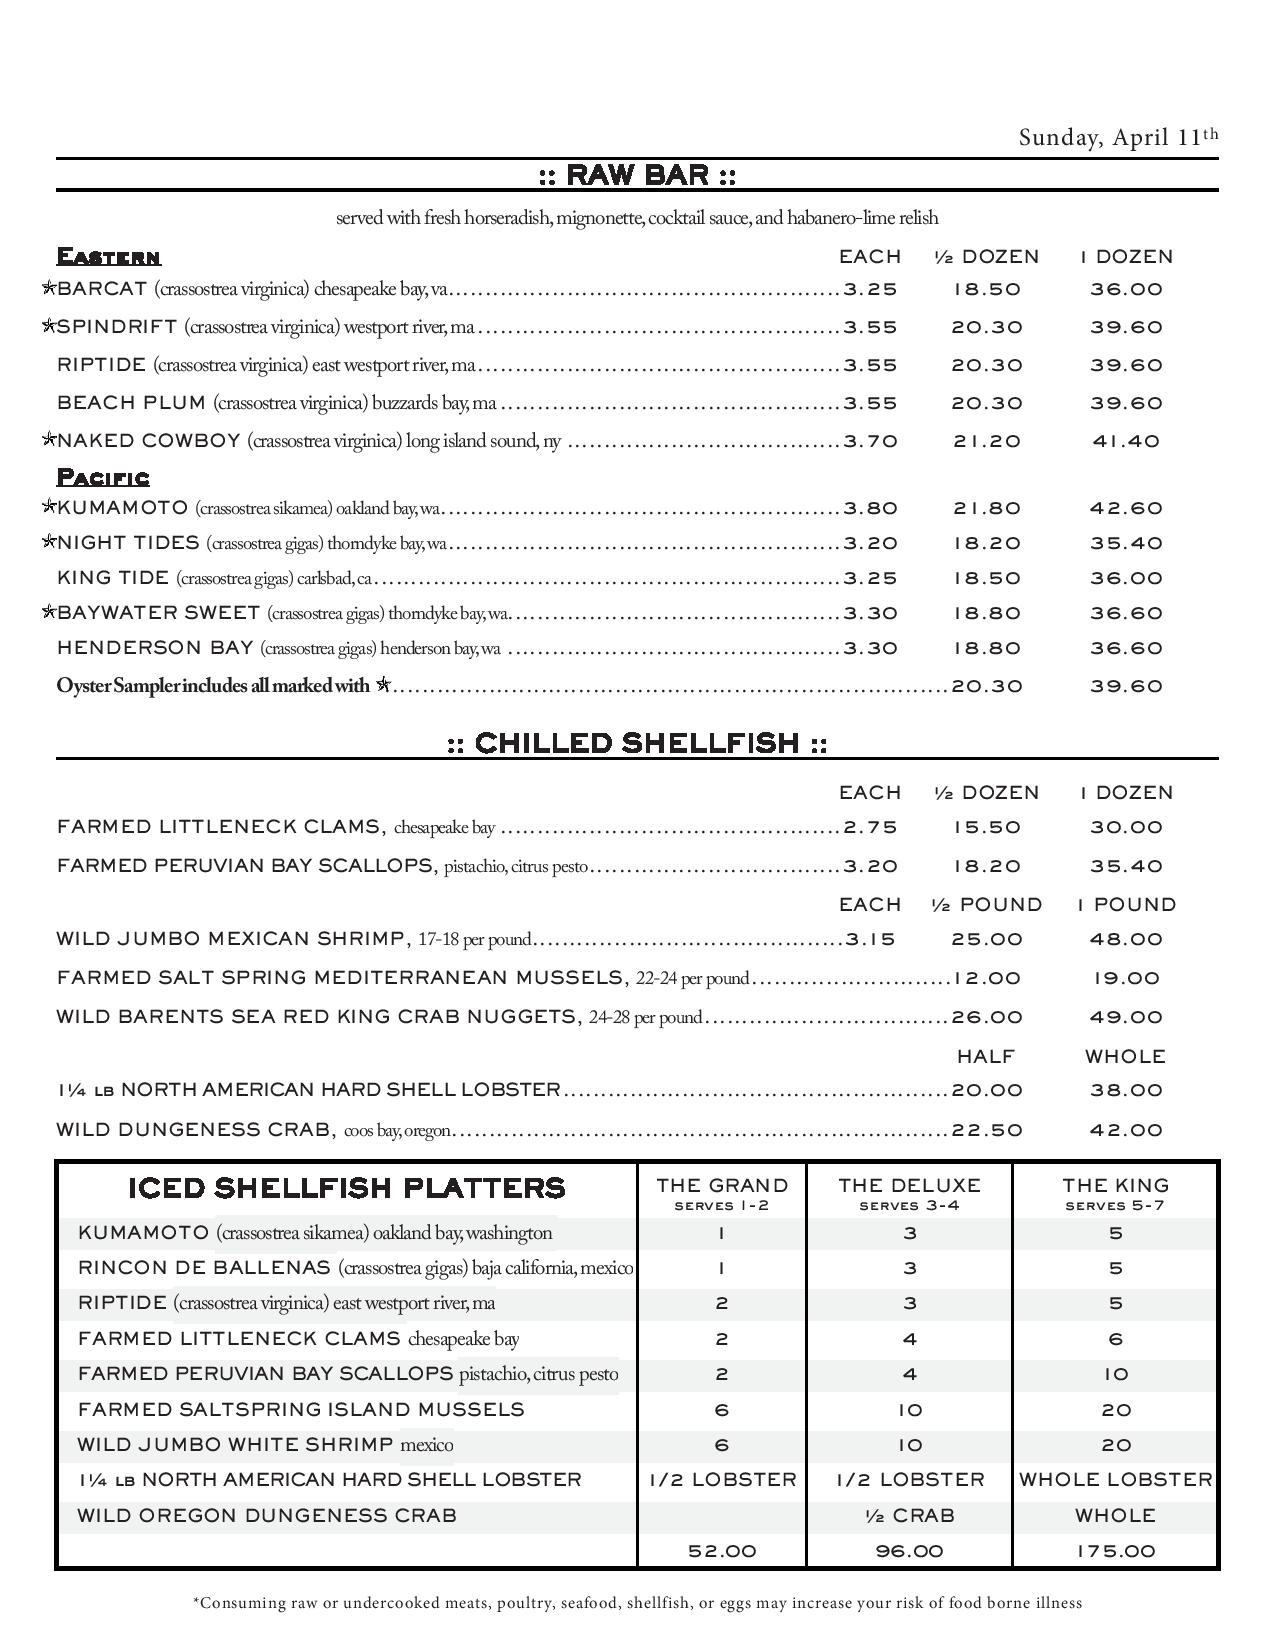 Sunday, April 11th
:: RAW BAR ::
served with fresh horseradish, mignonette, cocktail sauce, and habanero-lime relish
EASTERN EACH ½ DOZEN 1 DOZEN
BARCAT (crassostrea virginica) chesapeake bay, va 3.25 18.50 36.00
SPINDRIFT (crassostrea virginica) westport river, ma 3.55 20.30 39.60
RIPTIDE (crassostrea virginica) east westport river, ma 3.55 20.30 39.60
BEACH PLUM (crassostrea virginica) buzzards bay, ma 3.55 20.30 39.60
NAKED COWBOY (crassostrea virginica) long island sound, ny 3.70 21.20 41.40
PACIFIC
KUMAMOTO (crassostrea sikamea) oakland bay, wa 3.80 21.80 42.60
NIGHT TIDES (crassostrea gigas) thorndyke bay, wa 3.20 18.20 35.40
KING TIDE (crassostrea gigas) carlsbad, ca 3.25 18.50 36.00
BAYWATER SWEET (crassostrea gigas) thorndyke bay, wa 3.30 18.80 36.60
HENDERSON BAY (crassostrea gigas) henderson bay, wa 3.30 18.80 36.60
Oyster Sampler includes all marked with 20.30 39.60
:: CHILLED SHELLFISH ::
EACH ½ DOZEN 1 DOZEN
FARMED LITTLENECK CLAMS, chesapeake bay 2.75 15.50 30.00
FARMED PERUVIAN BAY SCALLOPS, pistachio, citrus pesto 3.20 18.20 35.40
EACH ½ POUND 1 POUND
WILD JUMBO MEXICAN SHRIMP, 17-18 per pound 3.15 25.00 48.00
FARMED SALT SPRING MEDITERRANEAN MUSSELS, 22-24 per pound 12.00 19.00
WILD BARENTS SEA RED KING CRAB NUGGETS, 24-28 per pound 26.00 49.00
HALF WHOLE
1¼ LB NORTH AMERICAN HARD SHELL LOBSTER 20.00 38.00
WILD DUNGENESS CRAB, coos bay, oregon 22.50 42.00
ICED SHELLFISH PLATTERS THE GRAND THE DELUXE THE KING
SERVES 1-2 SERVES 3-4 SERVES 5-7
KUMAMOTO (crassostrea sikamea) oakland bay, washington 1 3 5
RINCON DE BALLENAS (crassostrea gigas) baja california, mexico 1 3 5
RIPTIDE (crassostrea virginica) east westport river, ma 2 3 5
FARMED LITTLENECK CLAMS chesapeake bay 2 4 6
FARMED PERUVIAN BAY SCALLOPS pistachio, citrus pesto 2 4 10
FARMED SALTSPRING ISLAND MUSSELS 6 10 20
WILD JUMBO WHITE SHRIMP mexico 6 10 20
1¼ LB NORTH AMERICAN HARD SHELL LOBSTER 1/2 LOBSTER 1/2 LOBSTER WHOLE LOBSTER
WILD OREGON DUNGENESS CRAB ½ CRAB WHOLE
52.00 96.00 175.00
*Consuming raw or undercooked meats, poultry, seafood, shellfish, or eggs may increase your risk of food borne illness